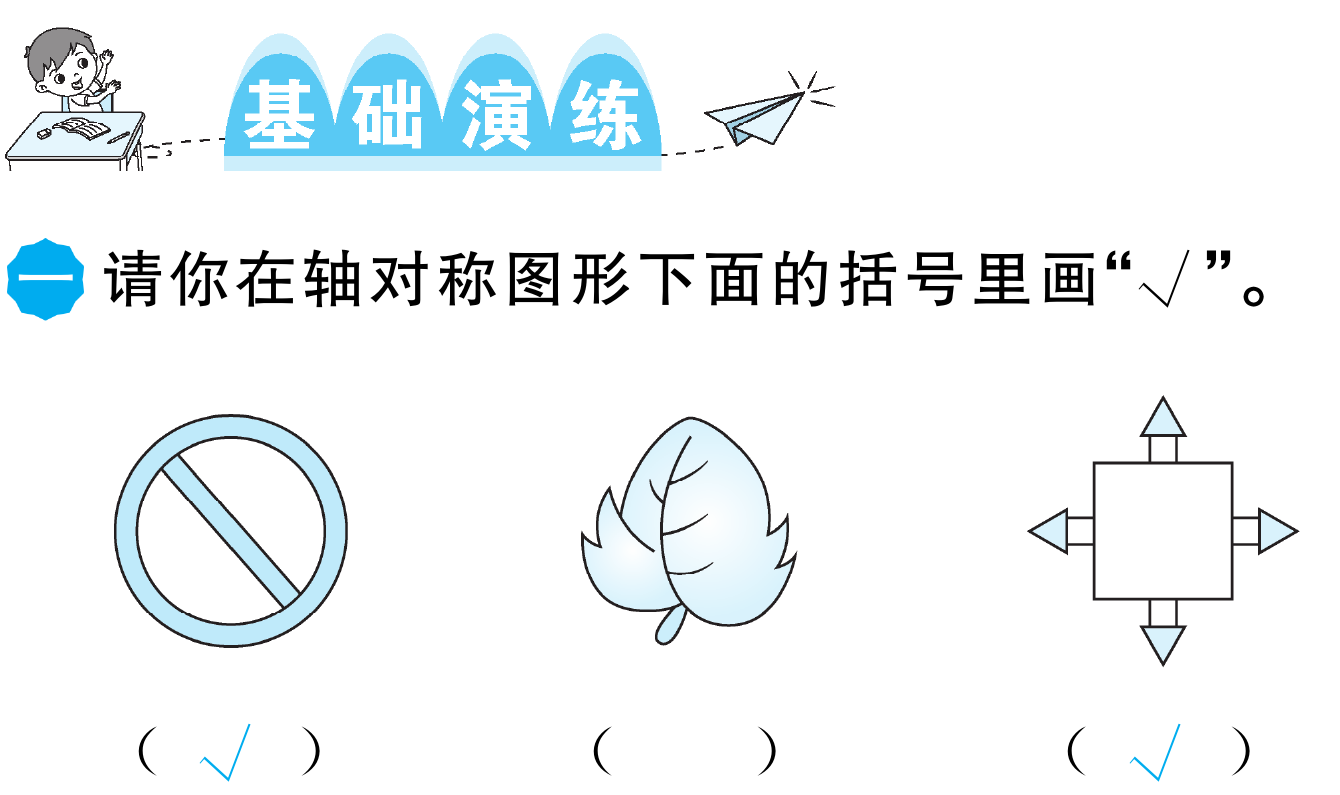 基础演练
一 请你在轴对称图形下面的括号里画“√”。
( √ ) ( ) ( √ )